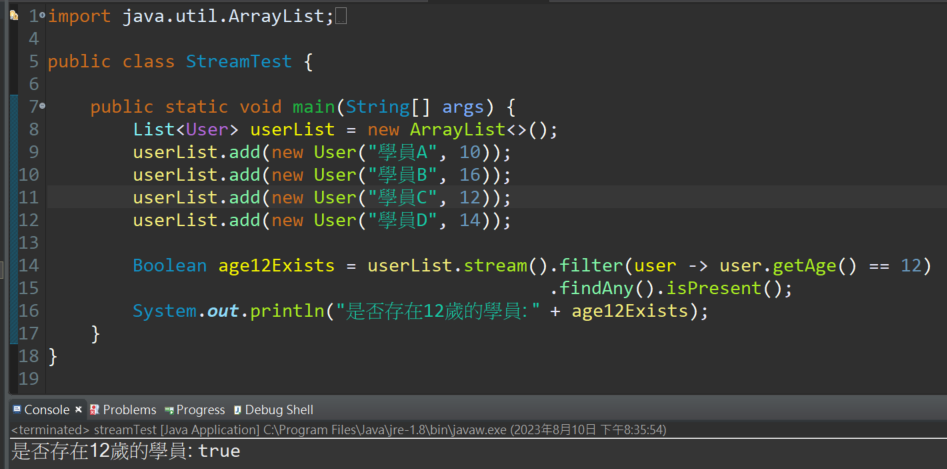 1 import java.util.ArrayList;
4
5 public class StreamTest {
6
7     public static void main(String[] args) {
8         List<User> userList = new ArrayList<>();
9         userList.add(new User("學員A", 10));
10         userList.add(new User("學員B", 16));
11         userList.add(new User("學員C", 12));
12         userList.add(new User("學員D", 14));
13
14         Boolean age12Exists = userList.stream().filter(user -> user.getAge() == 12)
15                                                 .findAny().isPresent();
16         System.out.println("是否存在12歲的學員:" + age12Exists);
17     }
18 }
19
Console Problems Progress Debug Shell
<terminated> streamTest [Java Application] C:\Program Files\Java\jre-1.8\bin\javaw.exe (2023年8月10日 下午8:35:54)
是否存在12歲的學員:true